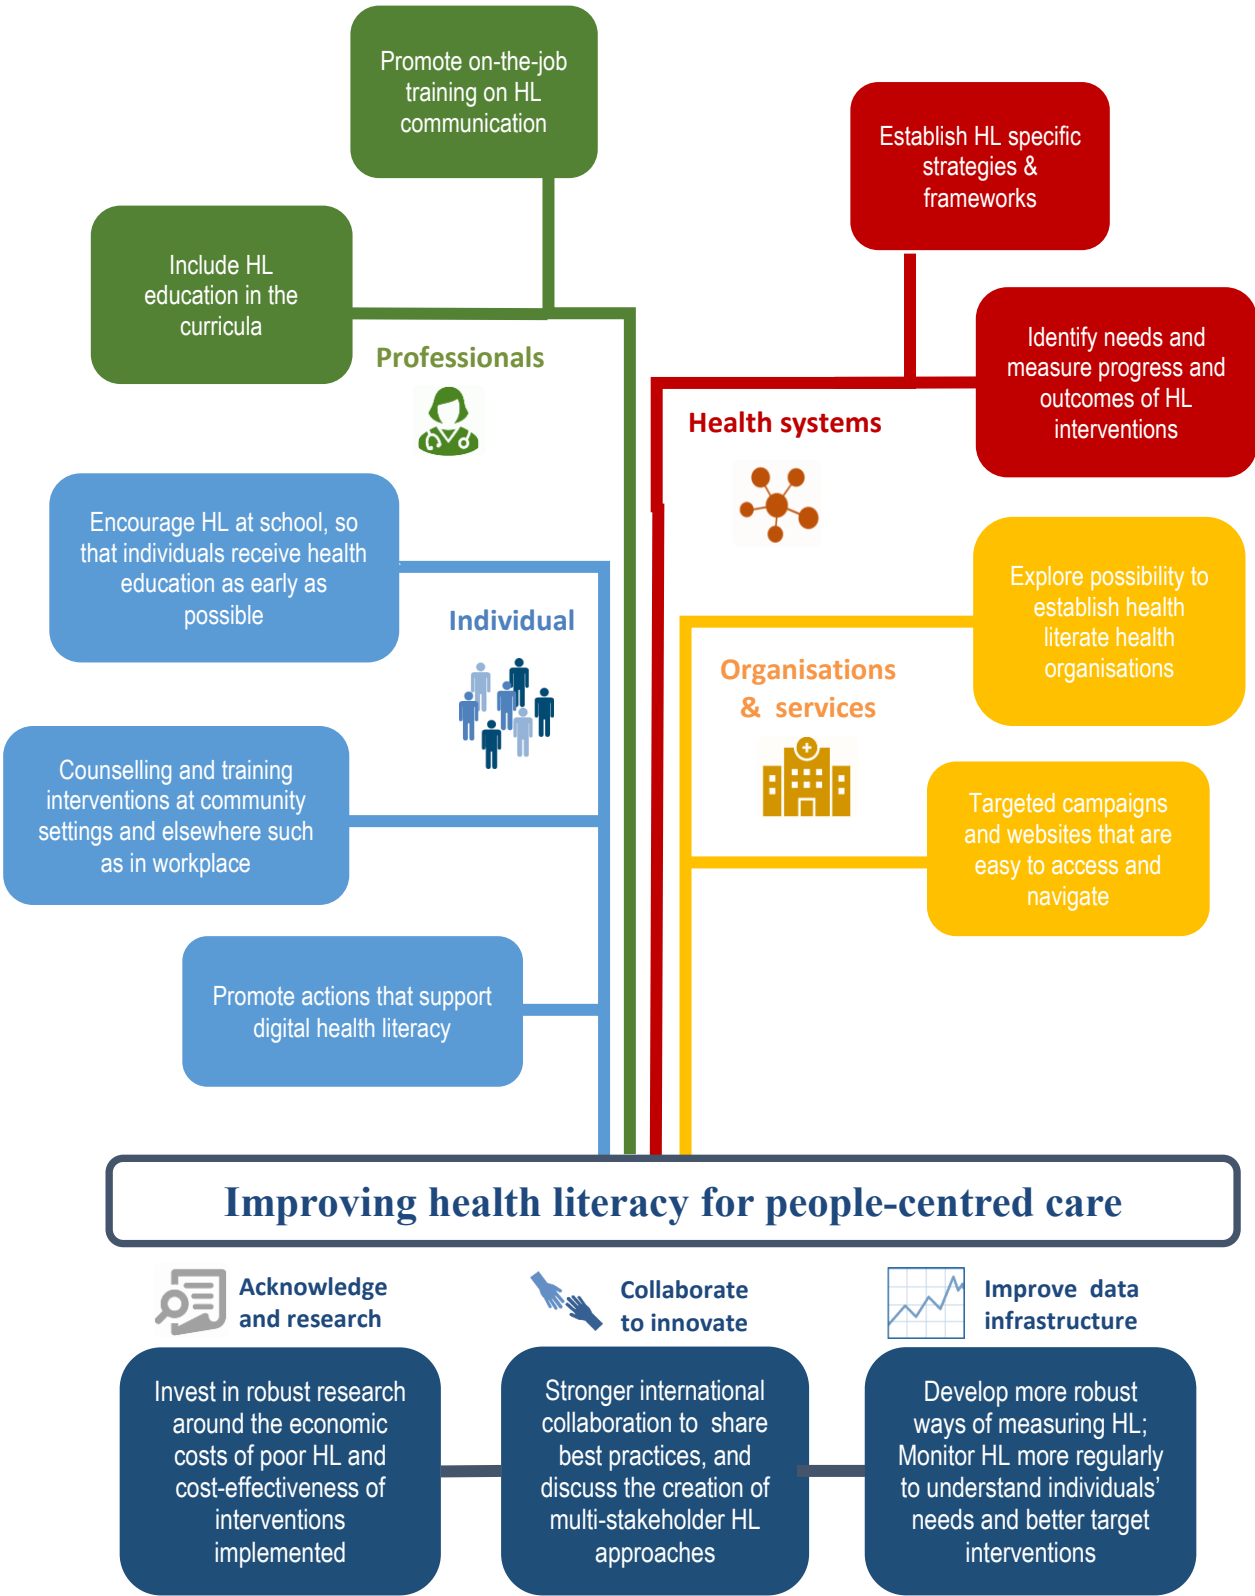 Promote on-the-job
training on HL
communication
Establish HL specific
strategies &
frameworks
Include HL
education in the
curricula
Identify needs and
measure progress and
outcomes of HL
interventions
Professionals
Health systems
Encourage HL at school, so
that individuals receive health
education as early as
possible
Explore possibility to
establish health
literate health
organisations
Individual
Organisations
& services
Counselling and training
interventions at community
settings and elsewhere such
as in workplace
Targeted campaigns
and websites that are
easy to access and
navigate
Promote actions that support
digital health literacy
Improving health literacy for people-centred care
Acknowledge
and research
Collaborate
to innovate
Improve data
infrastructure
Invest in robust research
around the economic
costs of poor HL and
cost-effectiveness of
interventions
implemented
Stronger international
collaboration to share
best practices, and
discuss the creation of
multi-stakeholder HL
approaches
Develop more robust
ways of measuring HL;
Monitor HL more regularly
to understand individuals’
needs and better target
interventions